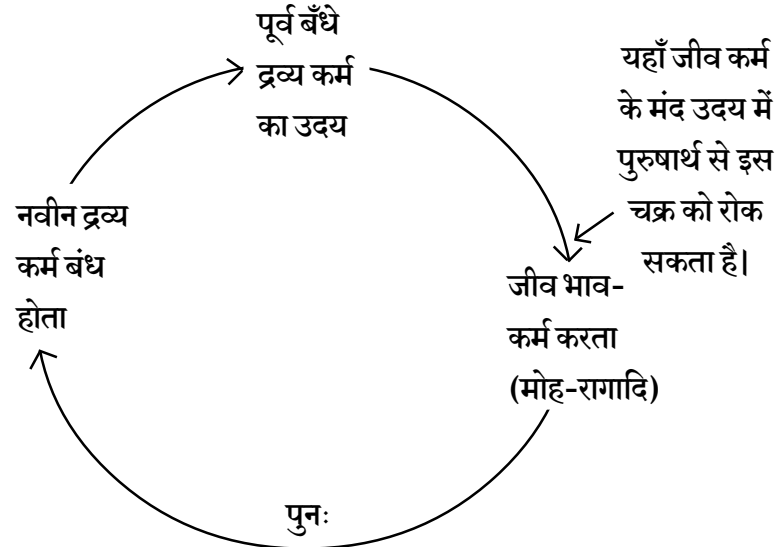 पूर्व बँधे
द्रव्य कर्म
का उदय
यहाँ जीव कर्म
के मंद उदय में
पुरुषार्थ से इस
चक्र को रोक
सकता है।
जीव भाव-
कर्म करता
(मोह-रागादि)
पुनः
नवीन द्रव्य
कर्म बंध
होता